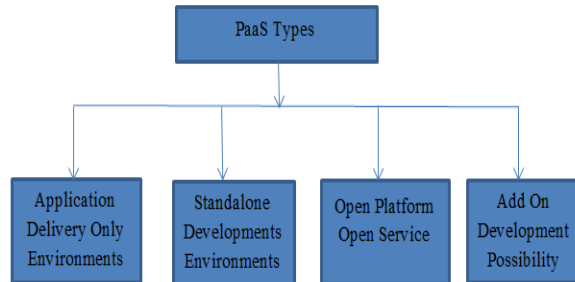 PaaS Types
Application
Delivery Only
Environments
Standalone
Developments
Environments
Open Platform
Open Service
Add On
Development
Possibility